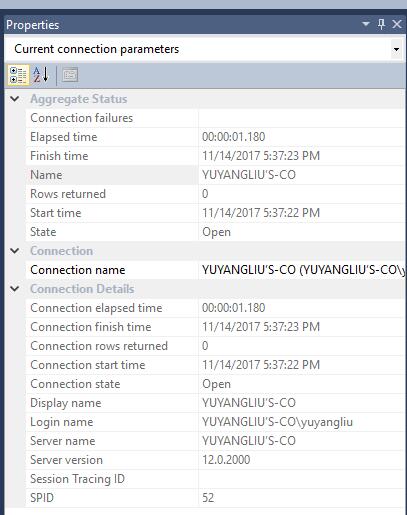 Properties
Current connection parameters
Aggregate Status
Connection failures
Elapsed time 00:00:01.180
Finish time 11/14/2017 5:37:23 PM
Name YUYANGLIU'S-CO
Rows returned 0
Start time 11/14/2017 5:37:22 PM
State Open
Connection
Connection name YUYANGLIU'S-CO (YUYANGLIU'S-CO\y
Connection Details
Connection elapsed time 00:00:01.180
Connection finish time 11/14/2017 5:37:23 PM
Connection rows returned 0
Connection start time 11/14/2017 5:37:22 PM
Connection state Open
Display name YUYANGLIU'S-CO
Login name YUYANGLIU'S-CO\yuyangliu
Server name YUYANGLIU'S-CO
Server version 12.0.2000
Session Tracing ID
SPID 52